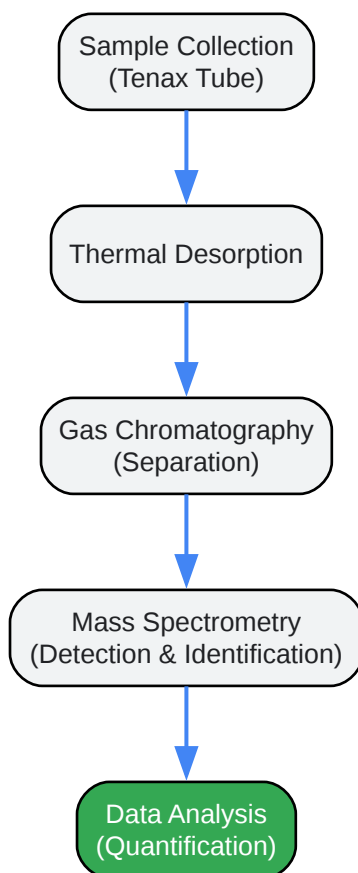 Sample Collection
(Tenax Tube)
Thermal Desorption
Gas Chromatography
(Separation)
Mass Spectrometry
(Detection & Identification)
Data Analysis
(Quantification)